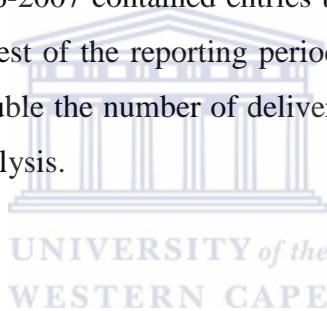 -2007 contained entries
est of the reporting period
uble the number of deliver
lysis.
UNIVERSITY of the
WESTERN CAPE